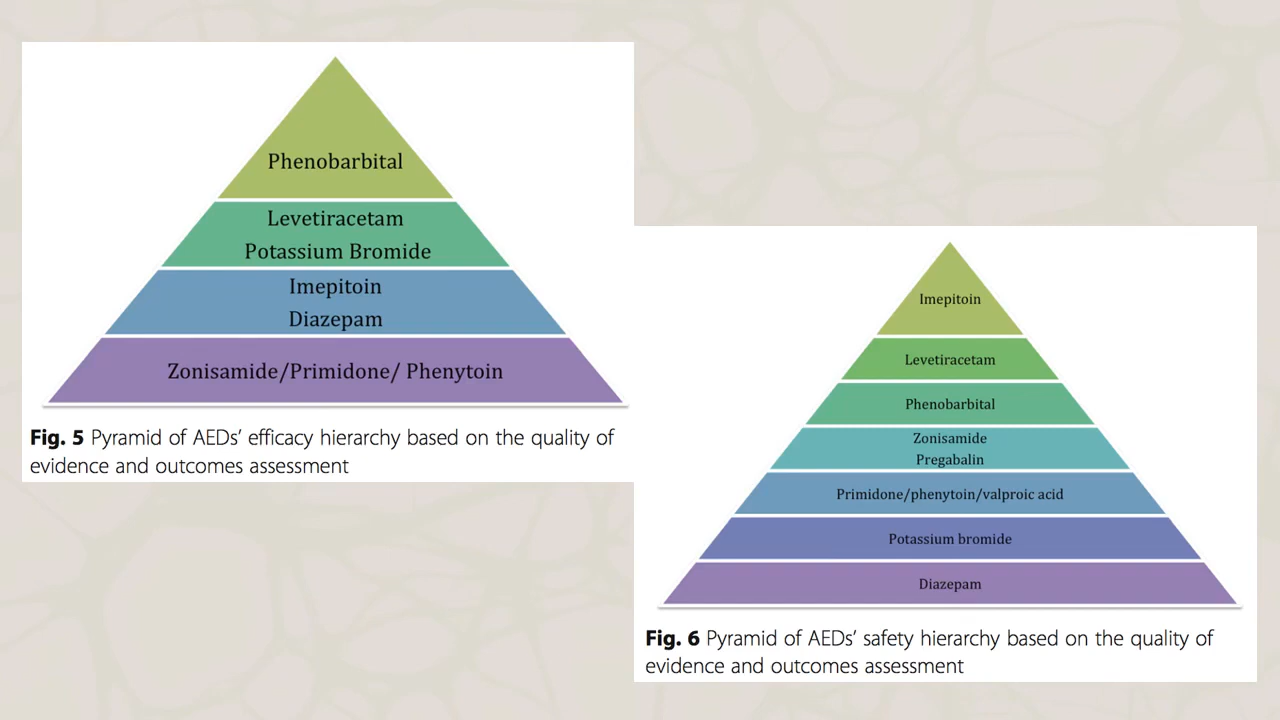 Phenobarbital
Levetiracetam
Potassium Bromide
Imepitoin
Diazepam
Zonisamide/Primidone/ Phenytoin
Fig. 5 Pyramid of AEDs’ efficacy hierarchy based on the quality of
evidence and outcomes assessment
Imepitoin
Levetiracetam
Phenobarbital
Zonisamide
Pregabalin
Primidone/phenytoin/valproic acid
Potassium bromide
Diazepam
Fig. 6 Pyramid of AEDs’ safety hierarchy based on the quality of
evidence and outcomes assessment